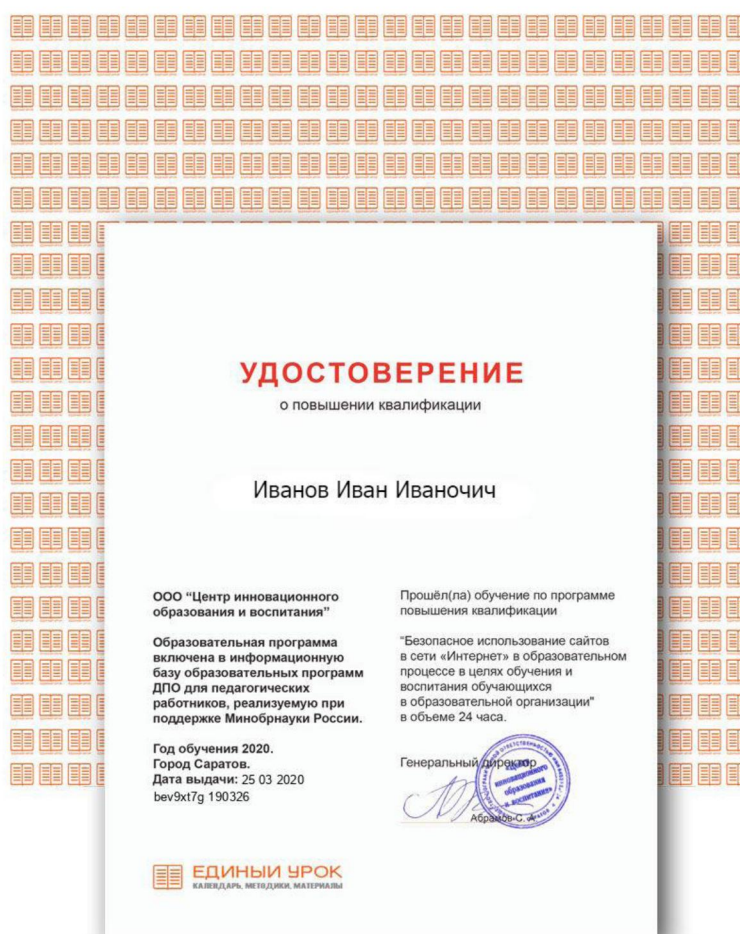 УДОСТОВЕРЕНИЕ
о повышении квалификации
Иванов Иван Иваночич
ООО “Центр инновационного
образования и воспитания”
Образовательная программа
включена в информационную
базу образовательных программ
ДПО для педагогических
работников, реализуемую при
поддержке Минобрнауки России.
Год обучения 2020.
Город Саратов.
Дата выдачи: 25 03 2020
bev9xt7g 190326
Прошёл(ла) обучение по программе
повышения квалификации
“Безопасное использование сайтов
в сети «Интернет» в образовательном
процессе в целях обучения и
воспитания обучающихся
в образовательной организации"
в объеме 24 часа.
Генеральный директор
инновационного
образования
и воспитания»
Абрамов С. А.
ЕДИНЫЙ УРОК
КАЛЕНДАРЬ, МЕТОДИКИ, МАТЕРИАЛЫ